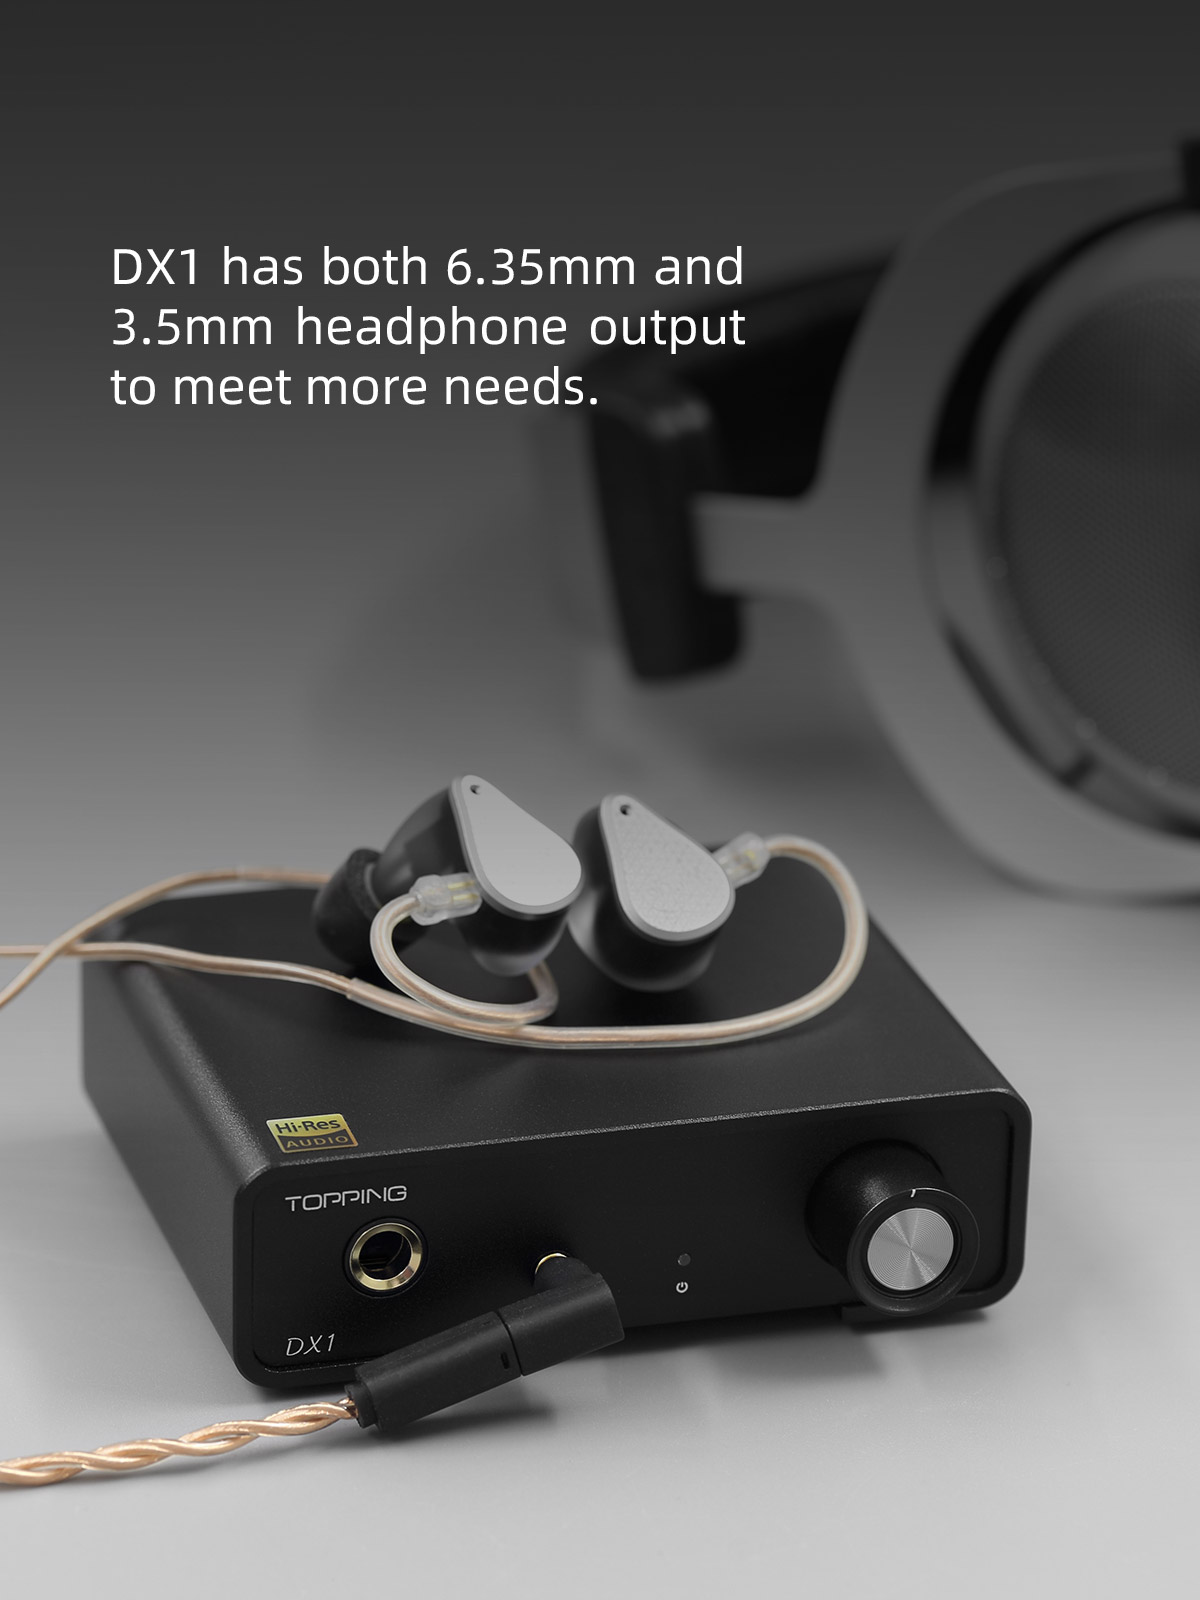 DX1 has both 6.35mm and
3.5mm headphone output
to meet more needs.
Hi-Res
AUDIO
TOPPING
DX1